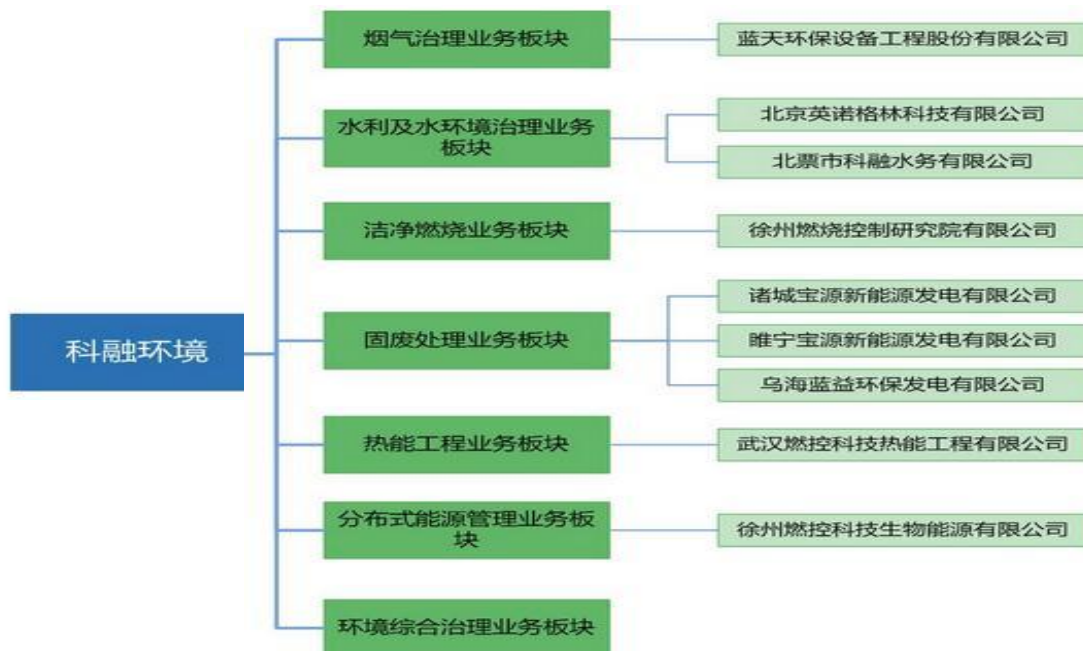 烟气治理业务板块
蓝天环保设备工程股份有限公司
水利及水环境治理业务
板块
北京英诺格林科技有限公司
北票市科融水务有限公司
洁净燃烧业务板块
徐州燃烧控制研究院有限公司
科融环境
固废处理业务板块
诸城宝源新能源发电有限公司
睢宁宝源新能源发电有限公司
乌海蓝益环保发电有限公司
热能工程业务板块
武汉燃控科技热能工程有限公司
分布式能源管理业务板
块
徐州燃控科技生物能源有限公司
环境综合治理业务板块